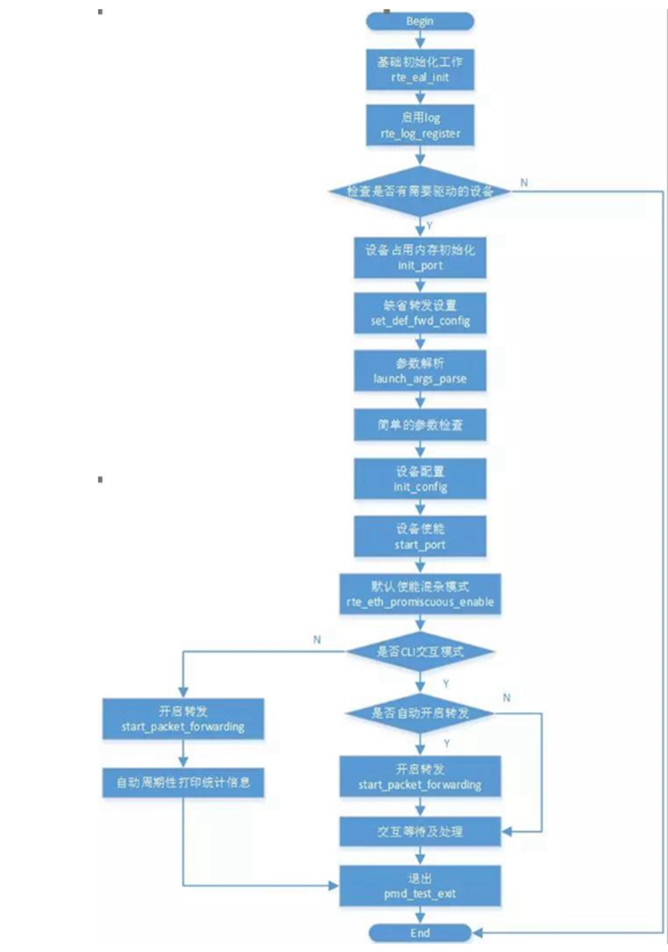 Begin
基础初始化工作
rte_eal_init
启用log
rte_log_register
检查是否有需要驱动的设备
N
Y
设备占用内存初始化
init_port
缺省转发设置
set_def_fwd_config
参数解析
launch_args_parse
简单的参数检查
设备配置
init_config
设备使能
start_port
默认使能混杂模式
rte_eth_promiscuous_enable
N
是否CLI交互模式
Y
N
开启转发
start_packet_forwarding
是否自动开启转发
Y
自动周期性打印统计信息
开启转发
start_packet_forwarding
交互等待及处理
退出
pmd_test_exit
End